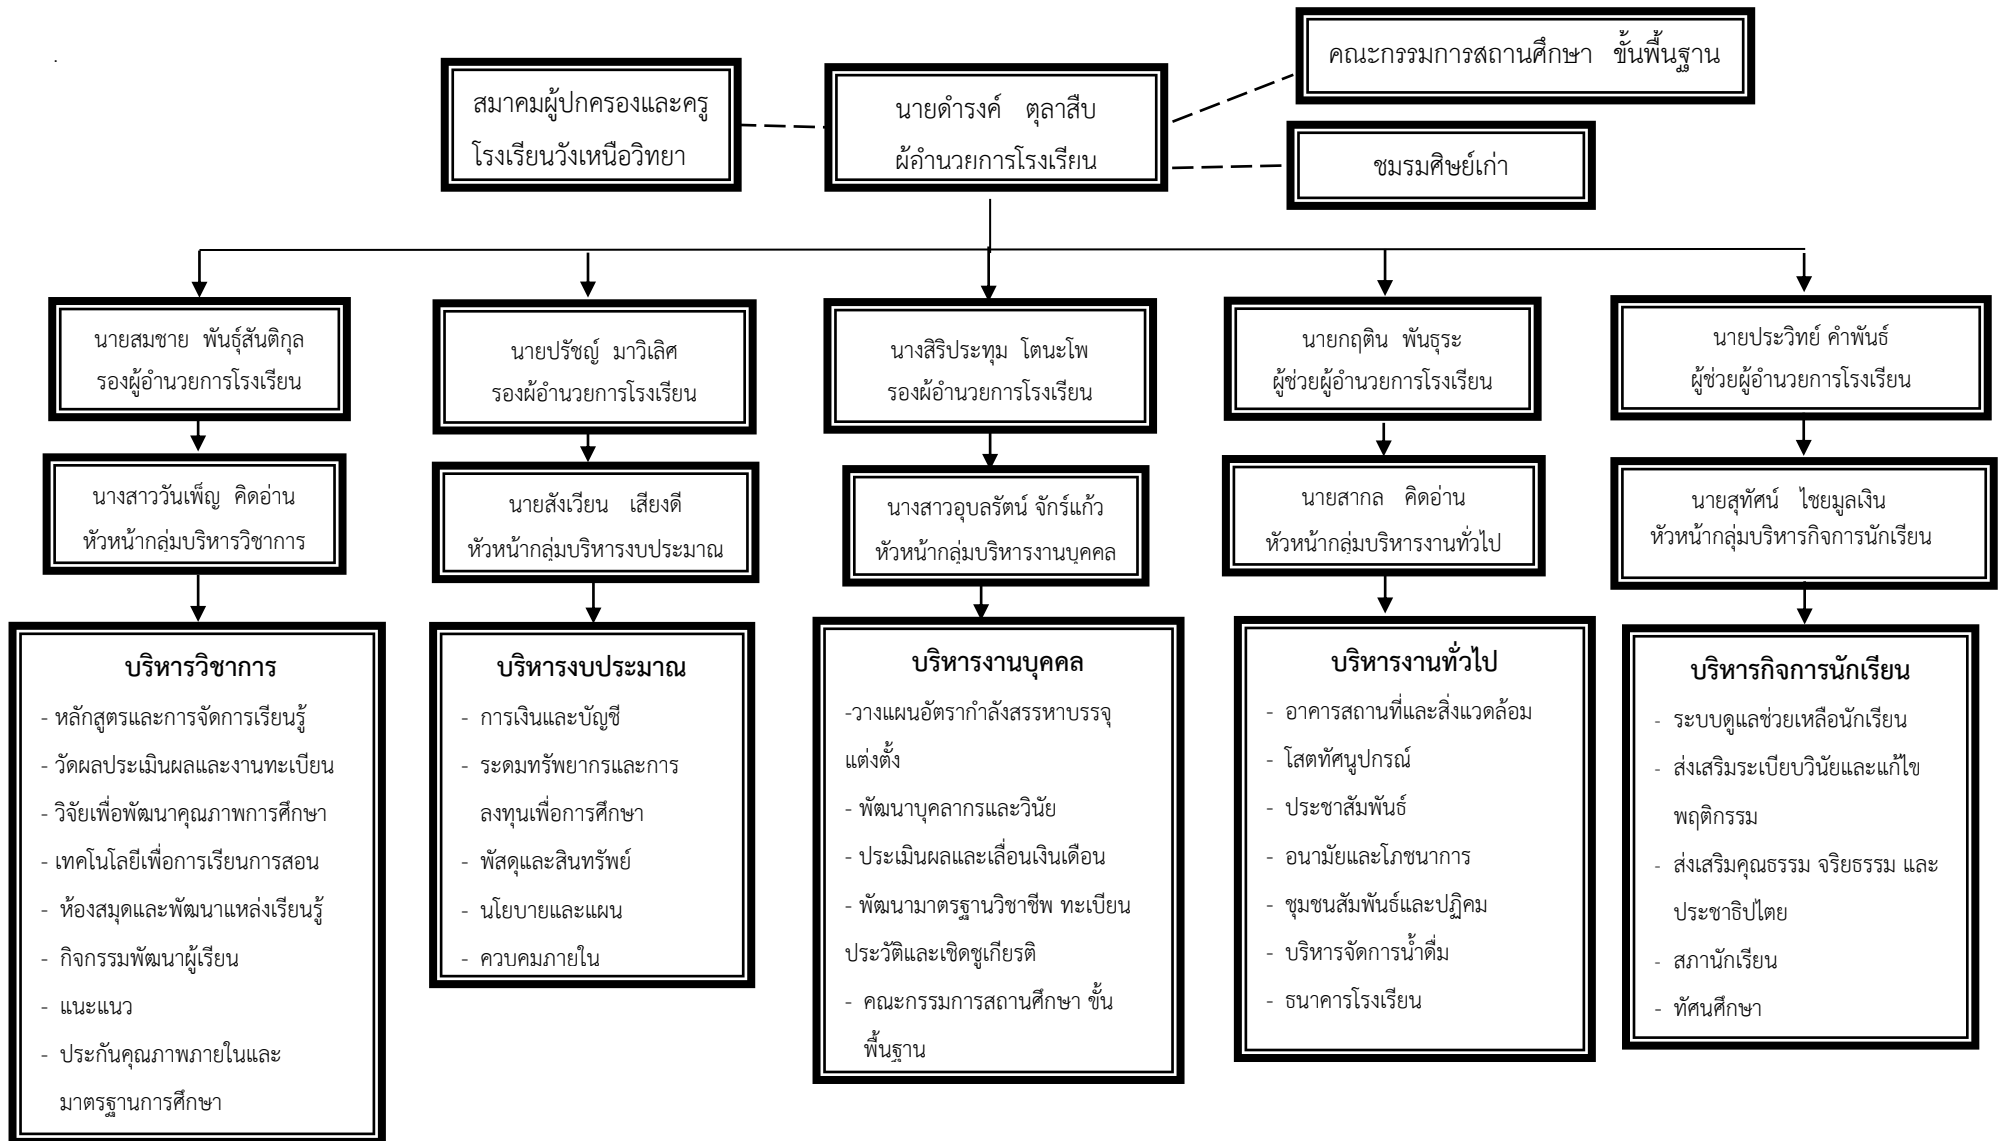 คณะกรรมการสถานศึกษา ขั้นพื้นฐาน
สมาคมผู้ปกครองและครู
โรงเรียนวังเหนือวิทยา
นายดำรงค์ ตุลาสืบ
ผู้อำนวยการโรงเรียน
ชมรมศิษย์เก่า
นายสมชาย พันธุ์สันติกุล
รองผู้อำนวยการโรงเรียน
นายปรัชญ์ มาวิเลิศ
รองผู้อำนวยการโรงเรียน
นางสิริประทุม โตนะโพ
รองผู้อำนวยการโรงเรียน
นายกฤติน พันธุระ
ผู้ช่วยผู้อำนวยการโรงเรียน
นายประวิทย์ คำพันธ์
ผู้ช่วยผู้อำนวยการโรงเรียน
นางสาววันเพ็ญ คิดอ่าน
หัวหน้ากลุ่มบริหารวิชาการ
นายสังเวียน เสียงดี
หัวหน้ากลุ่มบริหารงบประมาณ
นางสาวอุบลรัตน์ จักร์แก้ว
หัวหน้ากลุ่มบริหารงานบุคคล
นายสากล คิดอ่าน
หัวหน้ากลุ่มบริหารงานทั่วไป
นายสุทัศน์ ไชยมูลเงิน
หัวหน้ากลุ่มบริหารกิจการนักเรียน
บริหารวิชาการ
- หลักสูตรและการจัดการเรียนรู้
- วัดผลประเมินผลและงานทะเบียน
- วิจัยเพื่อพัฒนาคุณภาพการศึกษา
- เทคโนโลยีเพื่อการเรียนการสอน
- ห้องสมุดและพัฒนาแหล่งเรียนรู้
- กิจกรรมพัฒนาผู้เรียน
- แนะแนว
- ประกันคุณภาพภายในและ
มาตรฐานการศึกษา
บริหารงบประมาณ
- การเงินและบัญชี
- ระดมทรัพยากรและการ
ลงทุนเพื่อการศึกษา
- พัสดุและสินทรัพย์
- นโยบายและแผน
- ควบคุมภายใน
บริหารงานบุคคล
-วางแผนอัตรากำลังสรรหาบรรจุ
แต่งตั้ง
- พัฒนาบุคลากรและวินัย
- ประเมินผลและเลื่อนเงินเดือน
- พัฒนามาตรฐานวิชาชีพ ทะเบียน
ประวัติและเชิดชูเกียรติ
- คณะกรรมการสถานศึกษา ขั้น
พื้นฐาน
บริหารงานทั่วไป
- อาคารสถานที่และสิ่งแวดล้อม
- โสตทัศนูปกรณ์
- ประชาสัมพันธ์
- อนามัยและโภชนาการ
- ชุมชนสัมพันธ์และปฏิคม
- บริหารจัดการน้ำดื่ม
- ธนาคารโรงเรียน
บริหารกิจการนักเรียน
- ระบบดูแลช่วยเหลือนักเรียน
- ส่งเสริมระเบียบวินัยและแก้ไข
พฤติกรรม
- ส่งเสริมคุณธรรม จริยธรรม และ
ประชาธิปไตย
- สภานักเรียน
- ทัศนศึกษา